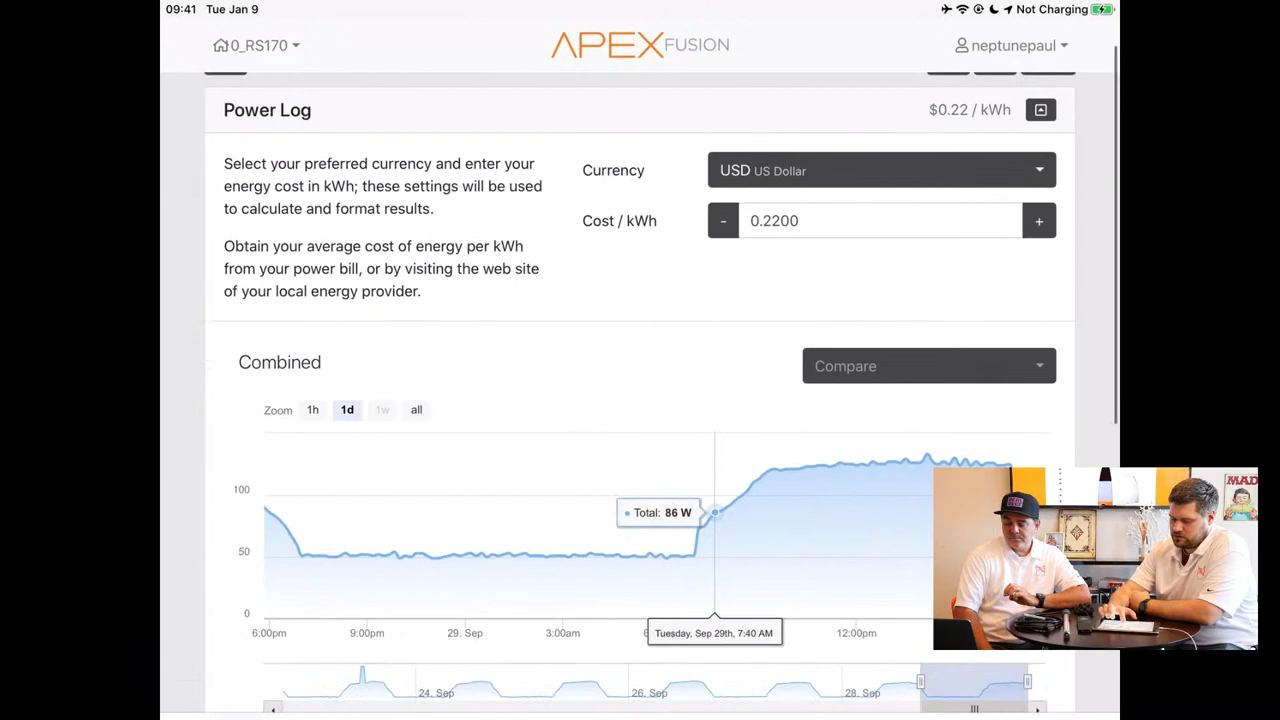 09:41 Tue Jan 9
Not Charging
0_RS170
APEX FUSION
neptunepaul
Power Log
$0.22 / kWh
Select your preferred currency and enter your
energy cost in kWh; these settings will be used
to calculate and format results.
Obtain your average cost of energy per kWh
from your power bill, or by visiting the web site
of your local energy provider.
Currency
USD US Dollar
Cost / kWh
-
0.2200
+
Combined
Compare
Zoom
1h
1d
1w
all
100
50
0
Total: 86 W
6:00pm
9:00pm
29. Sep
3:00am
Tuesday, Sep 29th, 7:40 AM
12:00pm
24. Sep
26. Sep
28. Sep
MAD